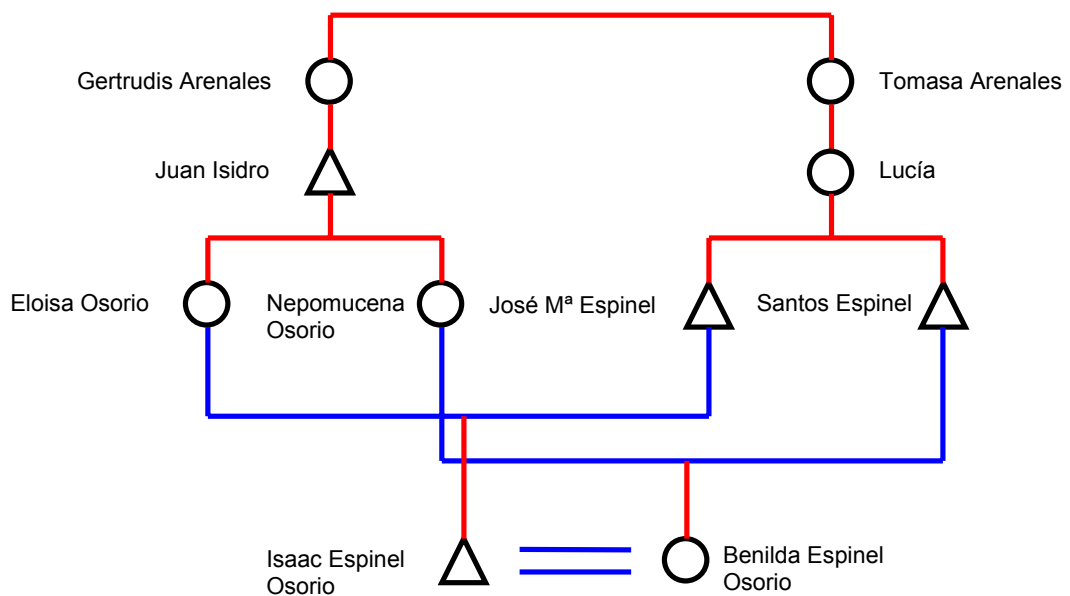 Gertrudis Arenales
Tomasa Arenales
Juan Isidro
Lucía
Eloisa Osorio
Nepomucena
Osorio
José Mª Espinel
Santos Espinel
Isaac Espinel
Osorio
Benilda Espinel
Osorio